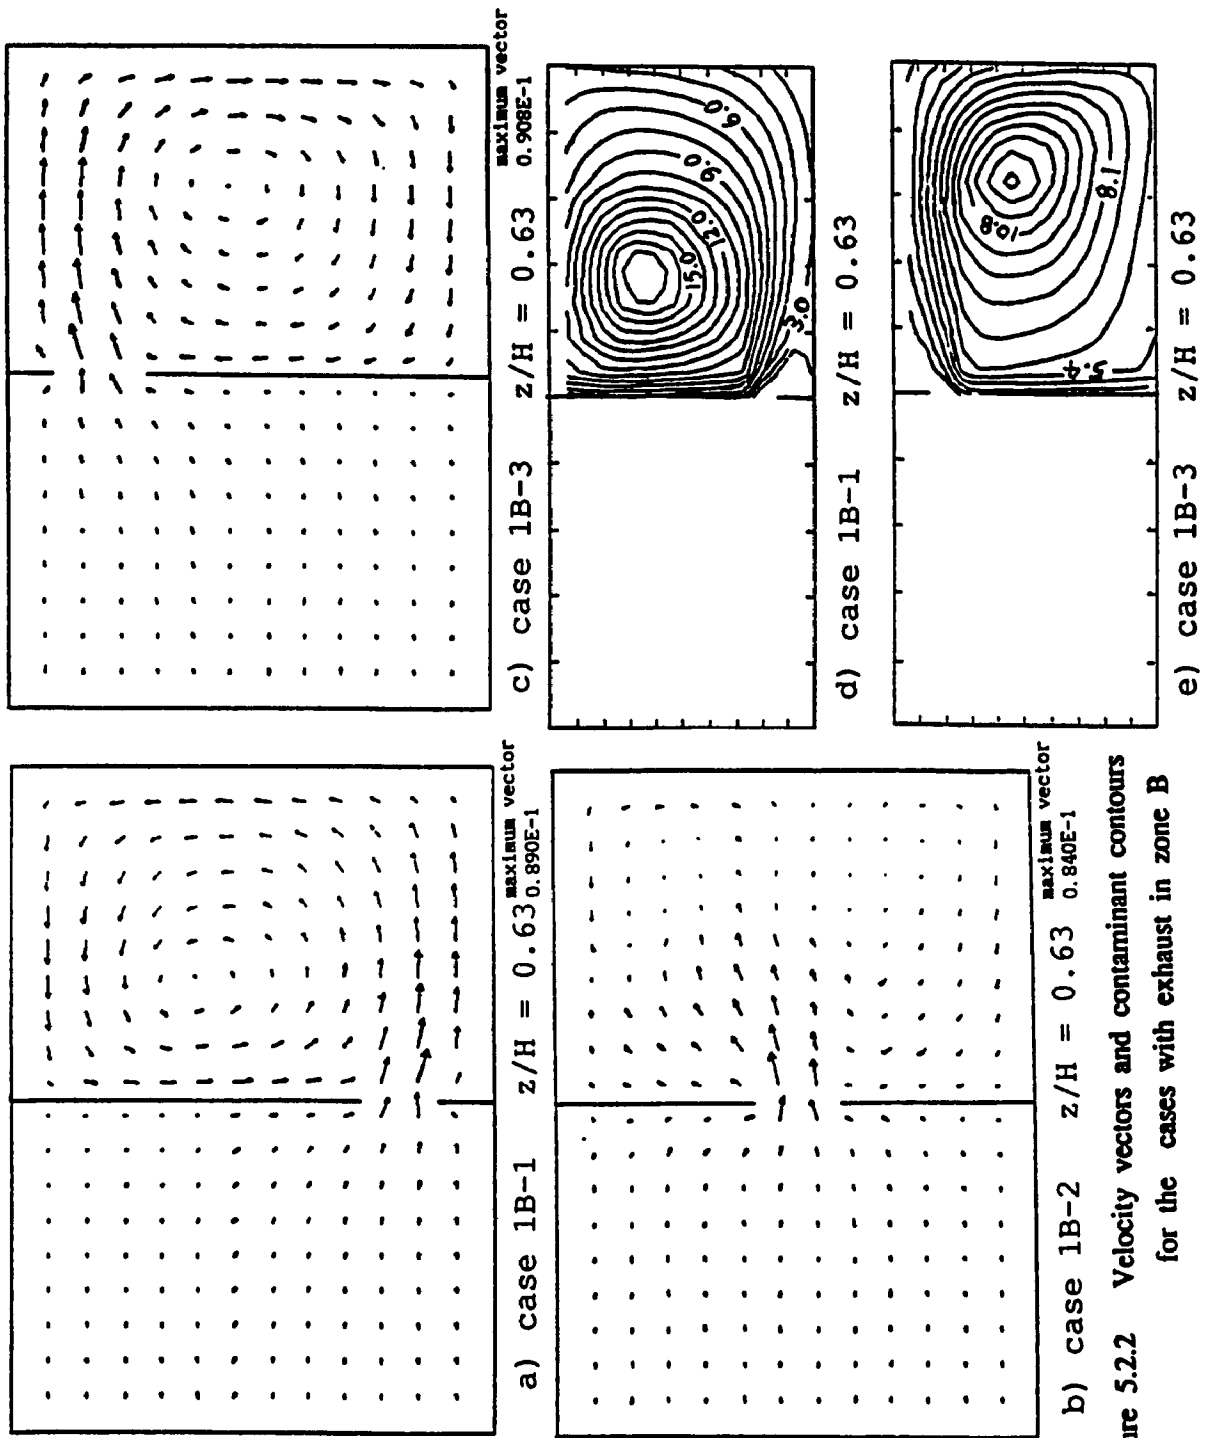 a) case 1B-1 z/H = 0.63
maximum vector
0.890E-1
b) case 1B-2 z/H = 0.63
maximum vector
0.840E-1
c) case 1B-3 z/H = 0.63
maximum vector
0.908E-1
15.0
12.0
9.0
6.0
3.0
d) case 1B-1 z/H = 0.63
10.8
8.1
5.4
e) case 1B-3 z/H = 0.63
re 5.2.2 Velocity vectors and contaminant contours
for the cases with exhaust in zone B